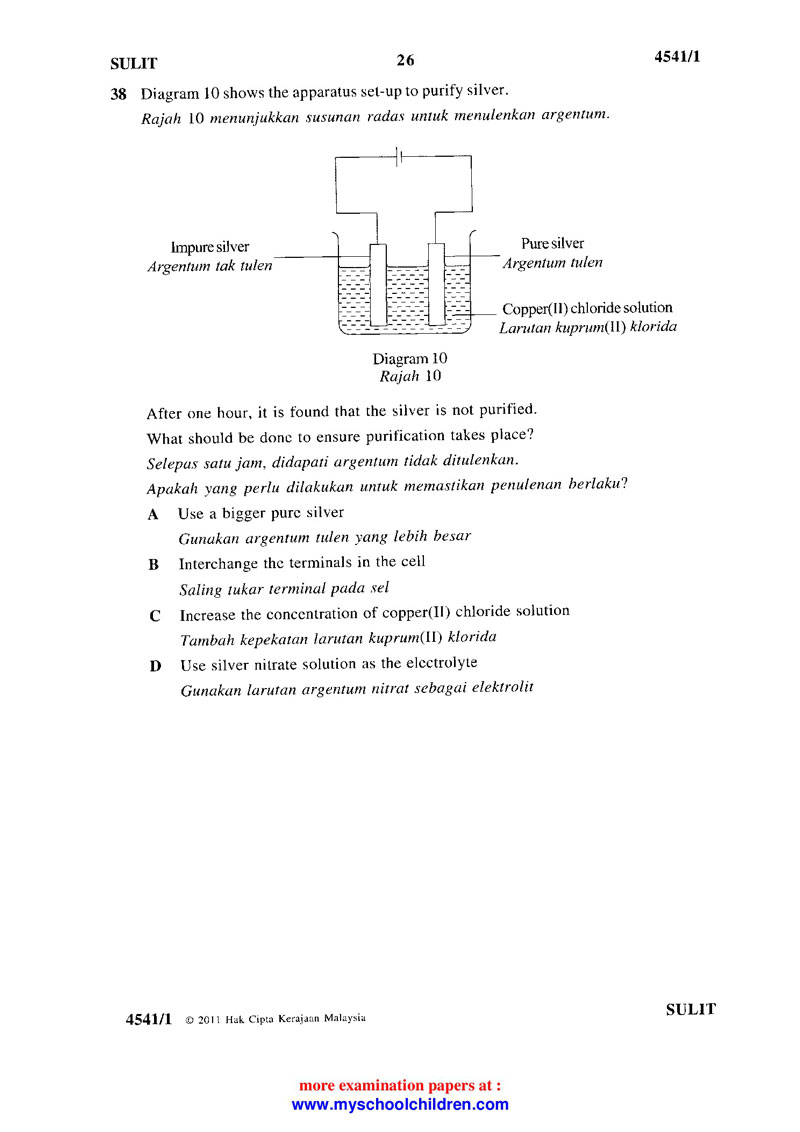 SULIT
26
4541/1
38 Diagram 10 shows the apparatus set-up to purify silver.
Rajah 10 menunjukkan susunan radas untuk menulenkan argentum.
Impure silver
Argentum tak tulen
Pure silver
Argentum tulen
Copper(II) chloride solution
Larutan kuprum(II) klorida
Diagram 10
Rajah 10
After one hour, it is found that the silver is not purified.
What should be done to ensure purification takes place?
Selepas satu jam, didapati argentum tidak ditulenkan.
Apakah yang perlu dilakukan untuk memastikan penulenan berlaku?
A Use a bigger pure silver
Gunakan argentum tulen yang lebih besar
B Interchange the terminals in the cell
Saling tukar terminal pada sel
C Increase the concentration of copper(II) chloride solution
Tambah kepekatan larutan kuprum(II) klorida
D Use silver nitrate solution as the electrolyte
Gunakan larutan argentum nitrat sebagai elektrolit
4541/1 © 2011 Hak Cipta Kerajaan Malaysia
SULIT
more examination papers at :
www.myschoolchildren.com